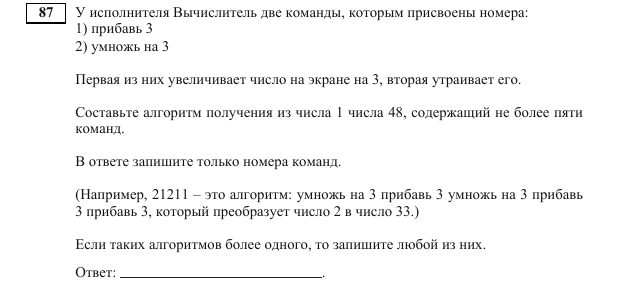 87 У исполнителя Вычислитель две команды, которым присвоены номера:
1) прибавь 3
2) умножь на 3
Первая из них увеличивает число на экране на 3, вторая утраивает его.
Составьте алгоритм получения из числа 1 числа 48, содержащий не более пяти
команд.
В ответе запишите только номера команд.
(Например, 21211 – это алгоритм: умножь на 3 прибавь 3 умножь на 3 прибавь
3 прибавь 3, который преобразует число 2 в число 33.)
Если таких алгоритмов более одного, то запишите любой из них.
Ответ: ____________________________.